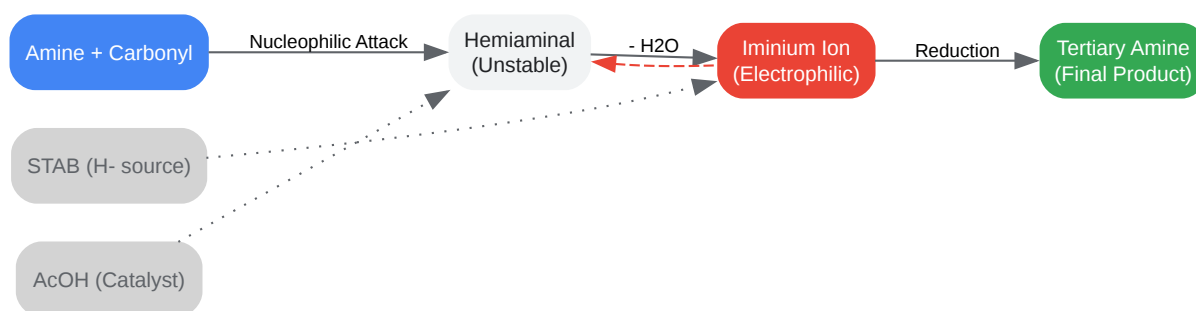 Amine + Carbonyl
Nucleophilic Attack
Hemiaminal
(Unstable)
- H2O
Iminium Ion
(Electrophilic)
Reduction
Tertiary Amine
(Final Product)
STAB (H- source)
AcOH (Catalyst)